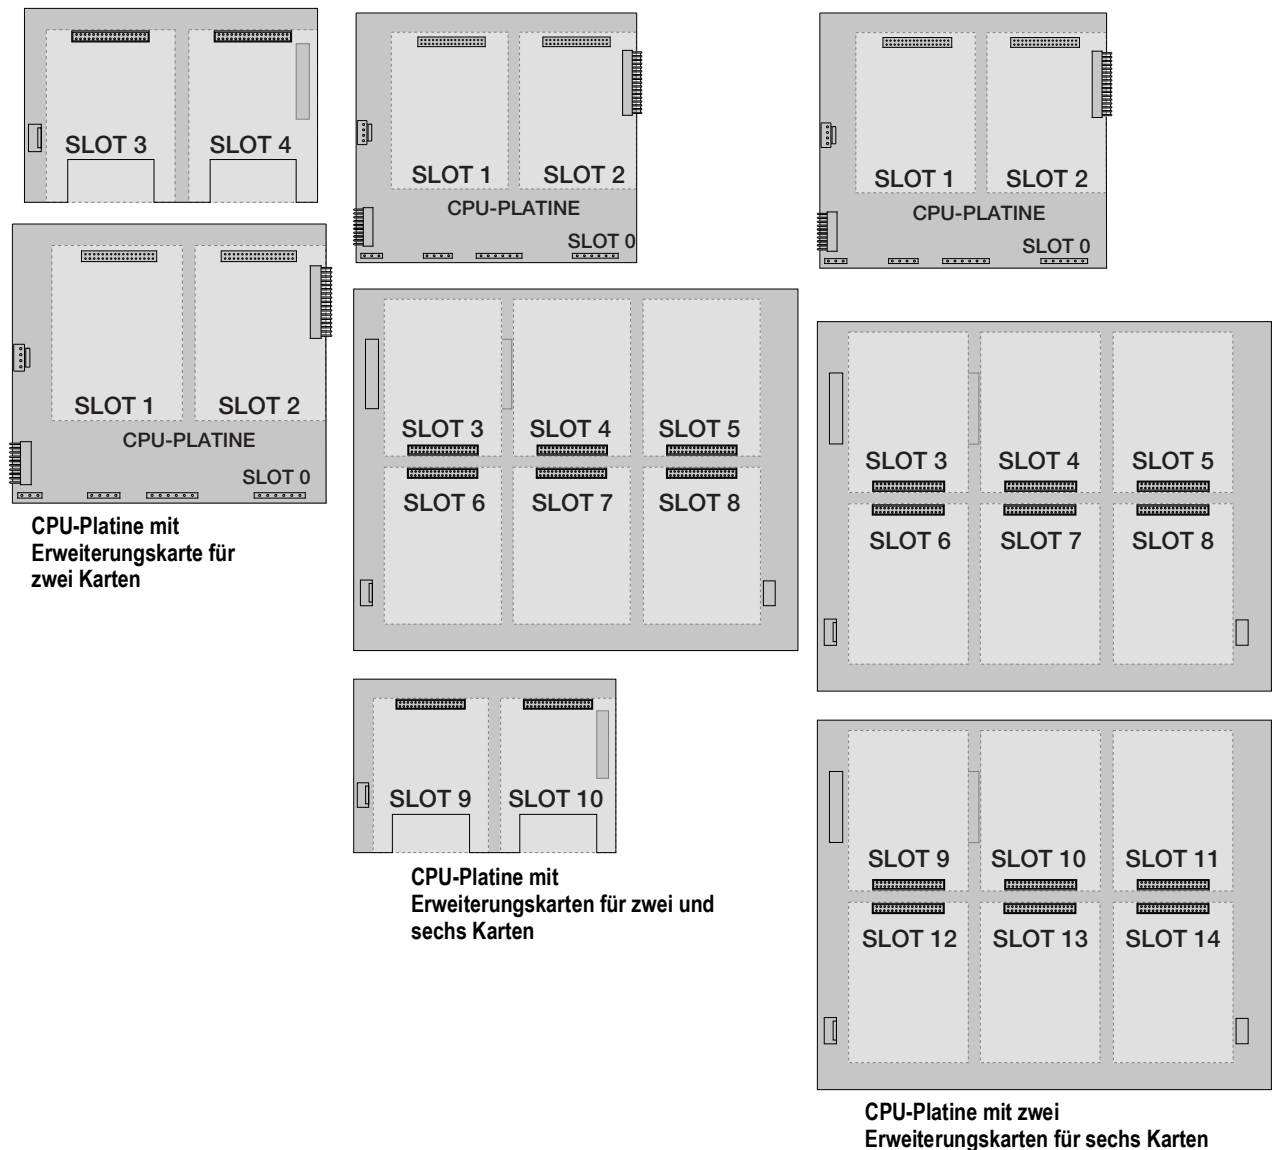 SLOT 3 SLOT 4
SLOT 1 SLOT 2
CPU-PLATINE
SLOT 0
CPU-Platine mit
Erweiterungskarte für
zwei Karten
SLOT 1 SLOT 2
CPU-PLATINE
SLOT 0
SLOT 3 SLOT 4 SLOT 5
SLOT 6 SLOT 7 SLOT 8
SLOT 9 SLOT 10
CPU-Platine mit
Erweiterungskarten für zwei und
sechs Karten
SLOT 1 SLOT 2
CPU-PLATINE
SLOT 0
SLOT 3 SLOT 4 SLOT 5
SLOT 6 SLOT 7 SLOT 8
SLOT 9 SLOT 10 SLOT 11
SLOT 12 SLOT 13 SLOT 14
CPU-Platine mit zwei
Erweiterungskarten für sechs Karten